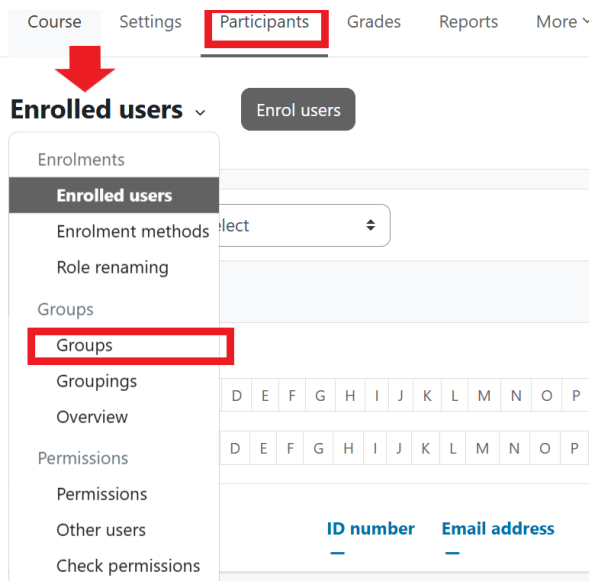 Course Settings Participants Grades Reports More
Enrolled users
Enrol users
Enrolments
Enrolled users
Enrolment methods
Role renaming
Groups
Groups
Groupings
Overview
Permissions
Permissions
Other users
Check permissions
D E F G H I J K L M N O P
D E F G H I J K L M N O P
ID number Email address